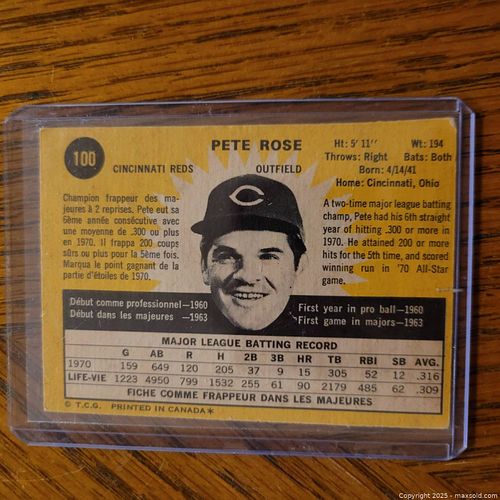 100
PETE ROSE
CINCINNATI REDS OUTFIELD
Ht: 5' 11'' Wt: 194
Throws: Right Bats: Both
Born: 4/14/41
Home: Cincinnati, Ohio
Champion frappeur des ma-
jeures à 2 reprises. Pete eut sa
6ème année consécutive avec
une moyenne de .300 ou plus
en 1970. Il frappa 200 coups
sûrs ou plus pour la 5ème fois.
Marqua le point gagnant de la
partie d'étoiles de 1970.
C
A two-time major league batting
champ, Pete had his 6th straight
year of hitting .300 or more in
1970. He attained 200 or more
hits for the 5th time, and scored
winning run in '70 All-Star
game.
Début comme professionnel—1960
Début dans les majeures —1963
First year in pro ball—1960
First game in majors—1963
MAJOR LEAGUE BATTING RECORD
G AB R H 2B 3B HR TB RBI SB AVG.
1970 159 649 120 205 37 9 15 305 52 12 .316
LIFE-VIE 1223 4950 799 1532 255 61 90 2179 485 62 .309
FICHE COMME FRAPPEUR DANS LES MAJEURES
© T.C.G. PRINTED IN CANADA*
Copyright 2025 - maxsold.com